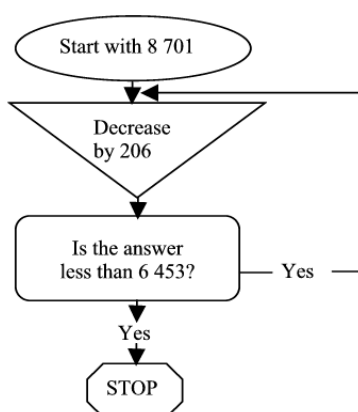 Start with 8 701
Decrease
by 206
Is the answer
less than 6 453?
Yes
Yes
STOP